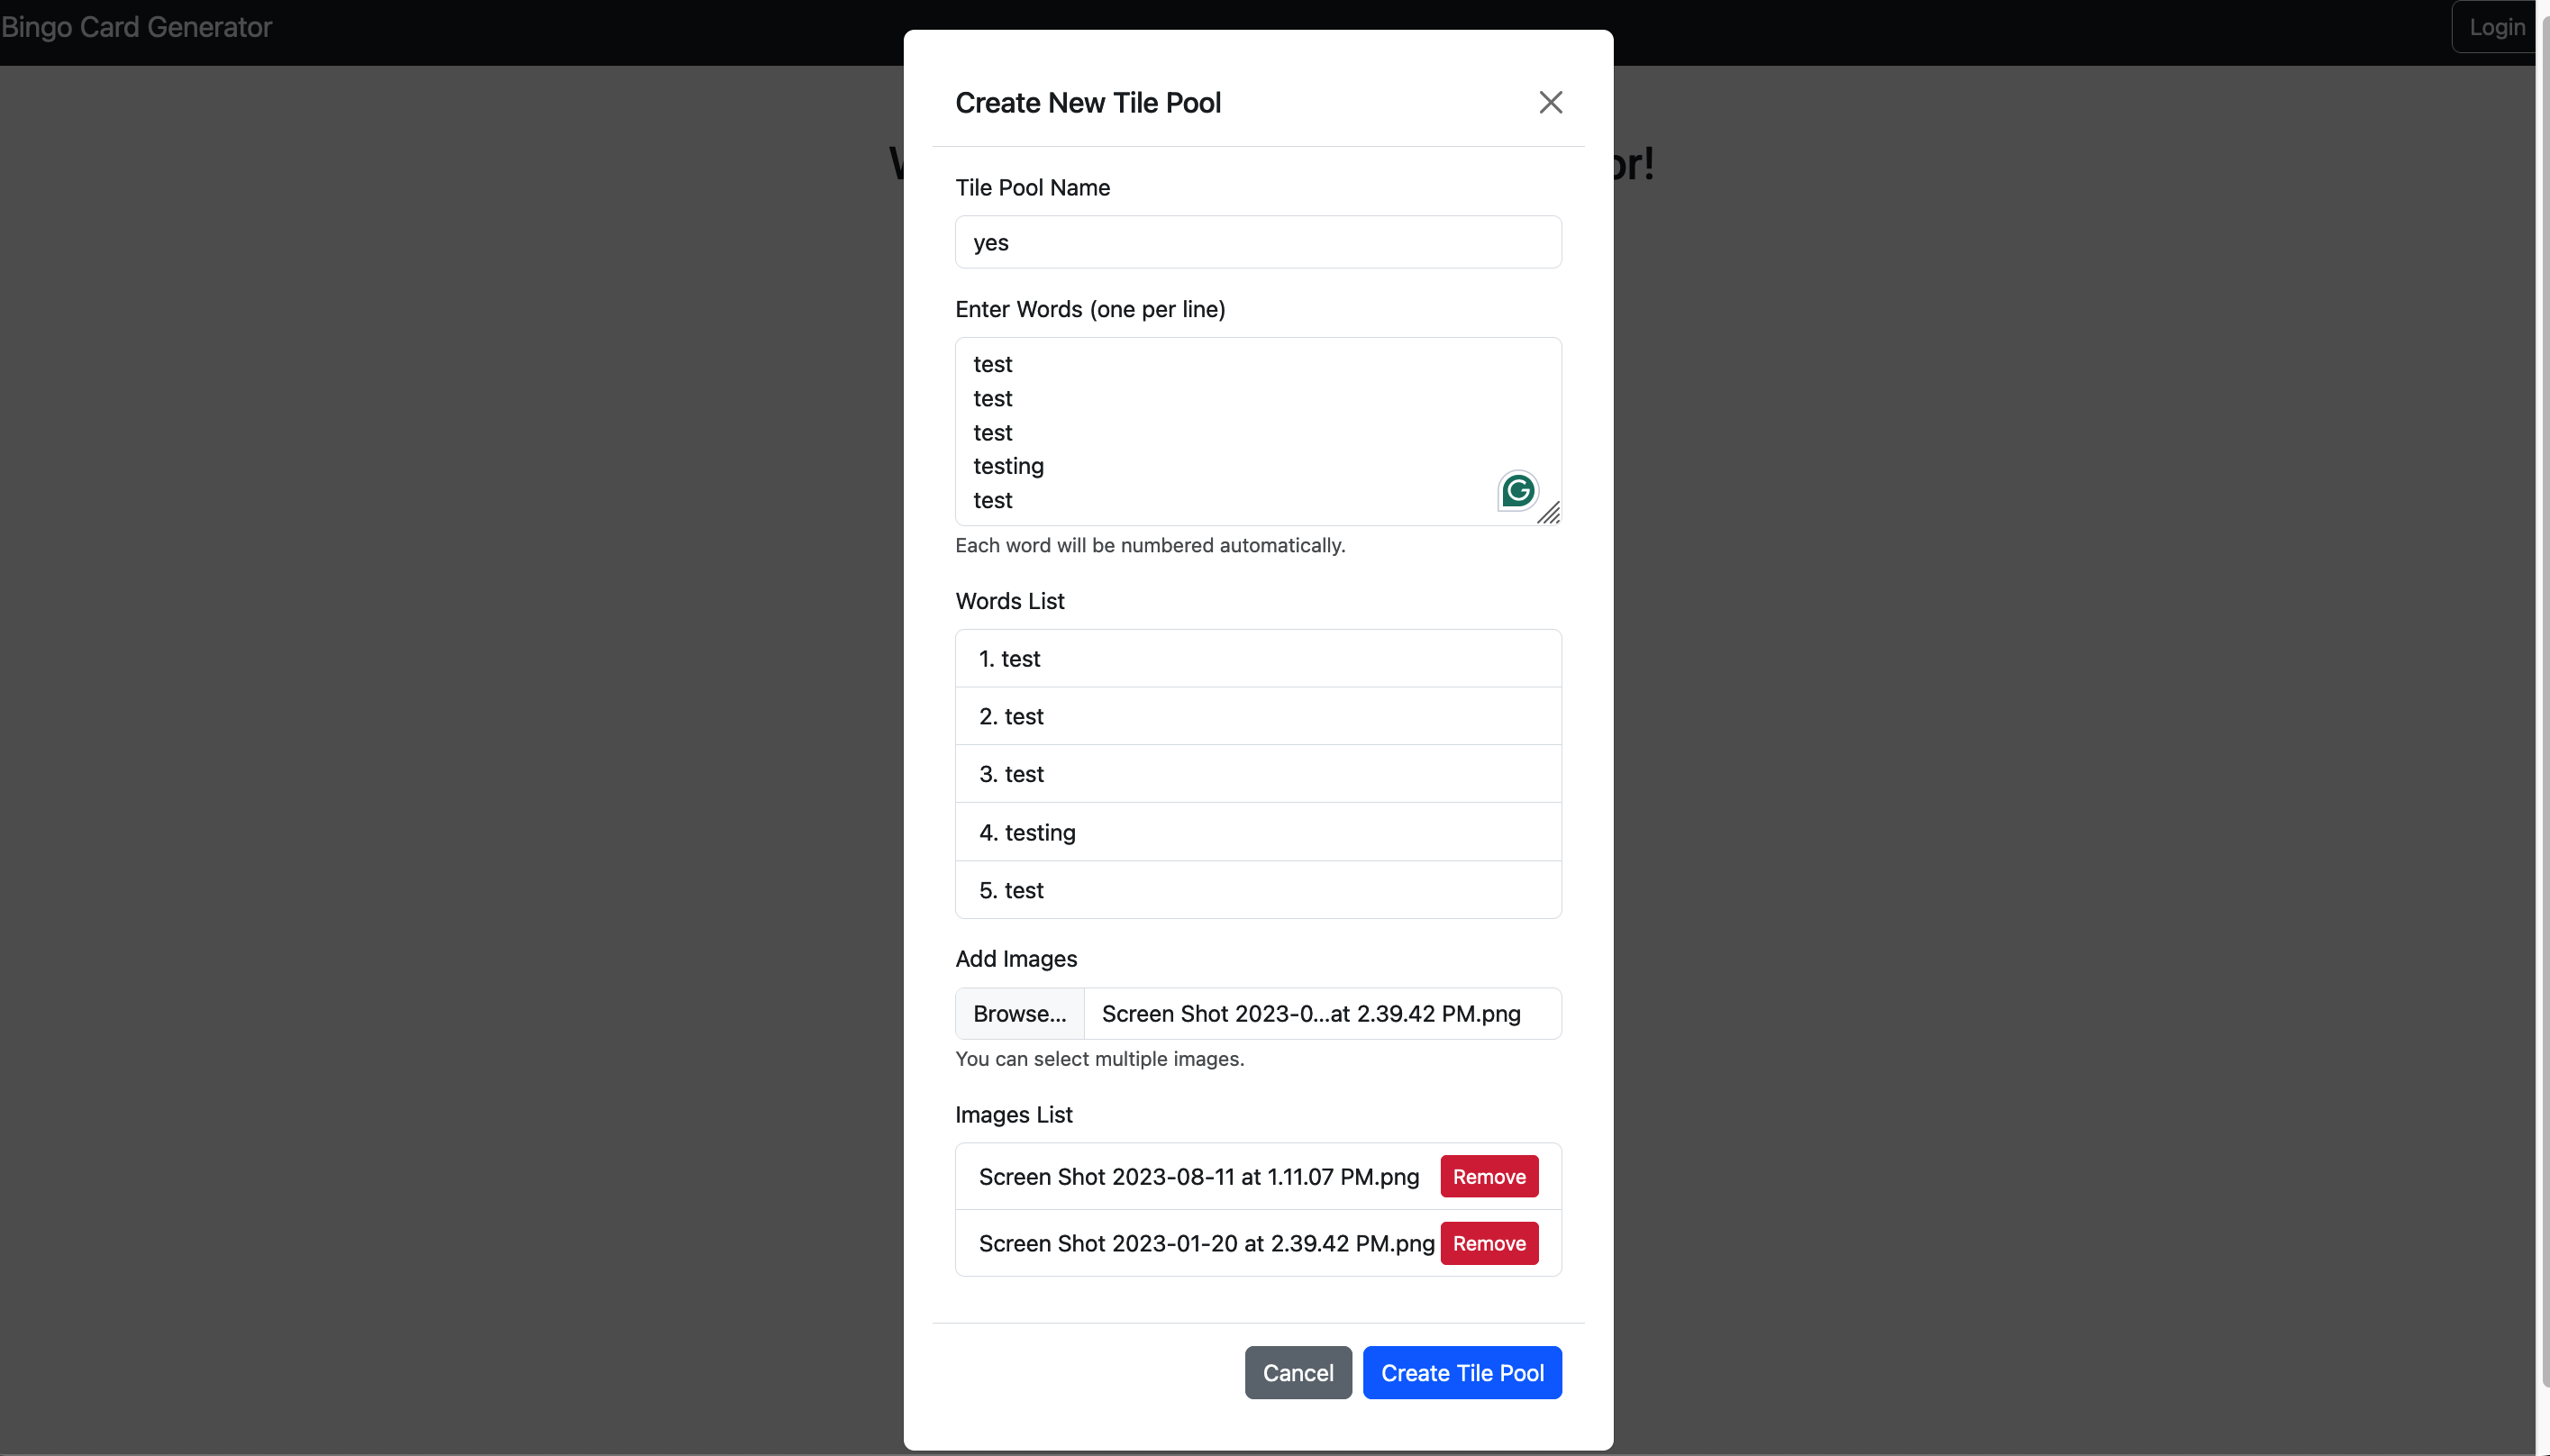 Bingo Card Generator
Login
Create New Tile Pool
or!
Tile Pool Name
yes
Enter Words (one per line)
test
test
test
testing
test
Each word will be numbered automatically.
Words List
1. test
2. test
3. test
4. testing
5. test
Add Images
Browse...
Screen Shot 2023-0...at 2.39.42 PM.png
You can select multiple images.
Images List
Screen Shot 2023-08-11 at 1.11.07 PM.png
Remove
Screen Shot 2023-01-20 at 2.39.42 PM.png
Remove
Cancel
Create Tile Pool